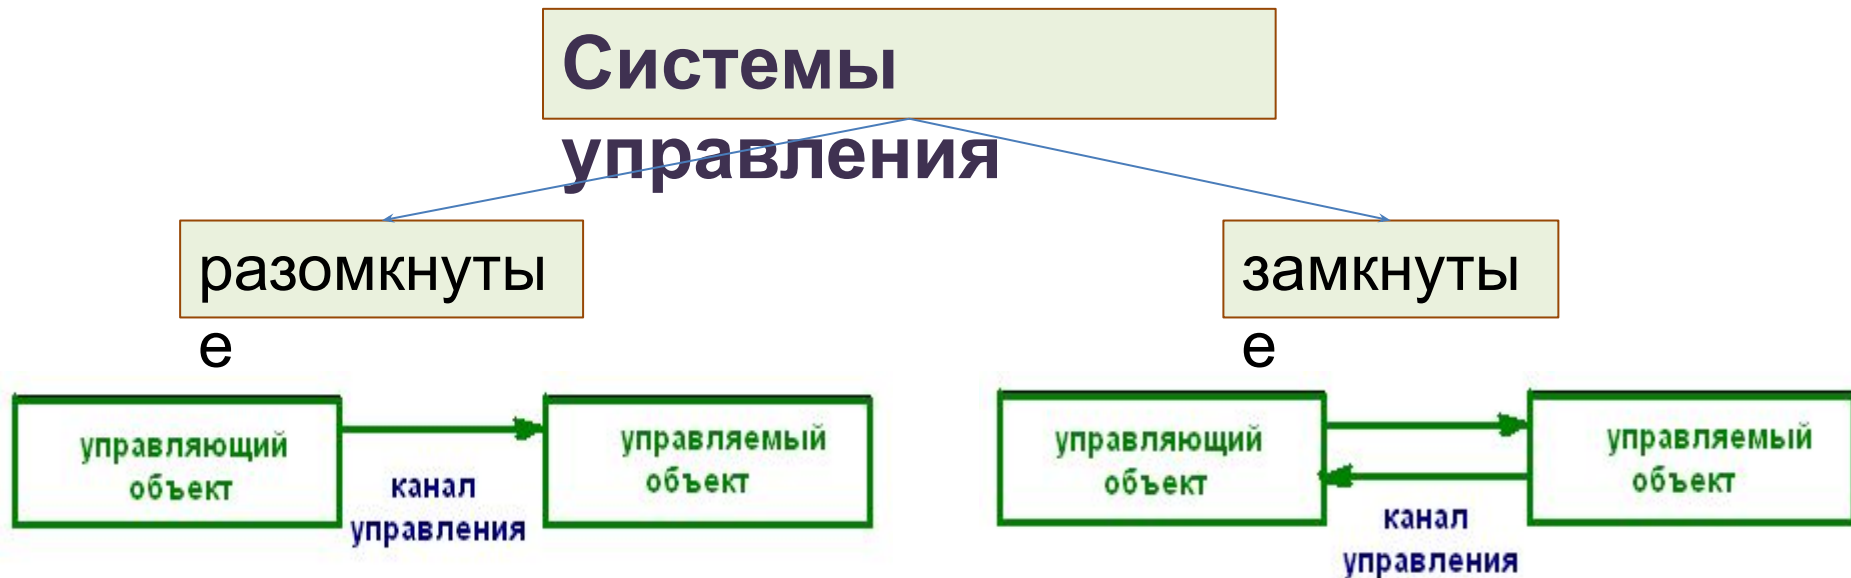 Системы
управления
разомкнуты
е
замкнуты
е
управляющий
объект
канал
управления
управляемый
объект
управляющий
объект
канал
управления
управляемый
объект